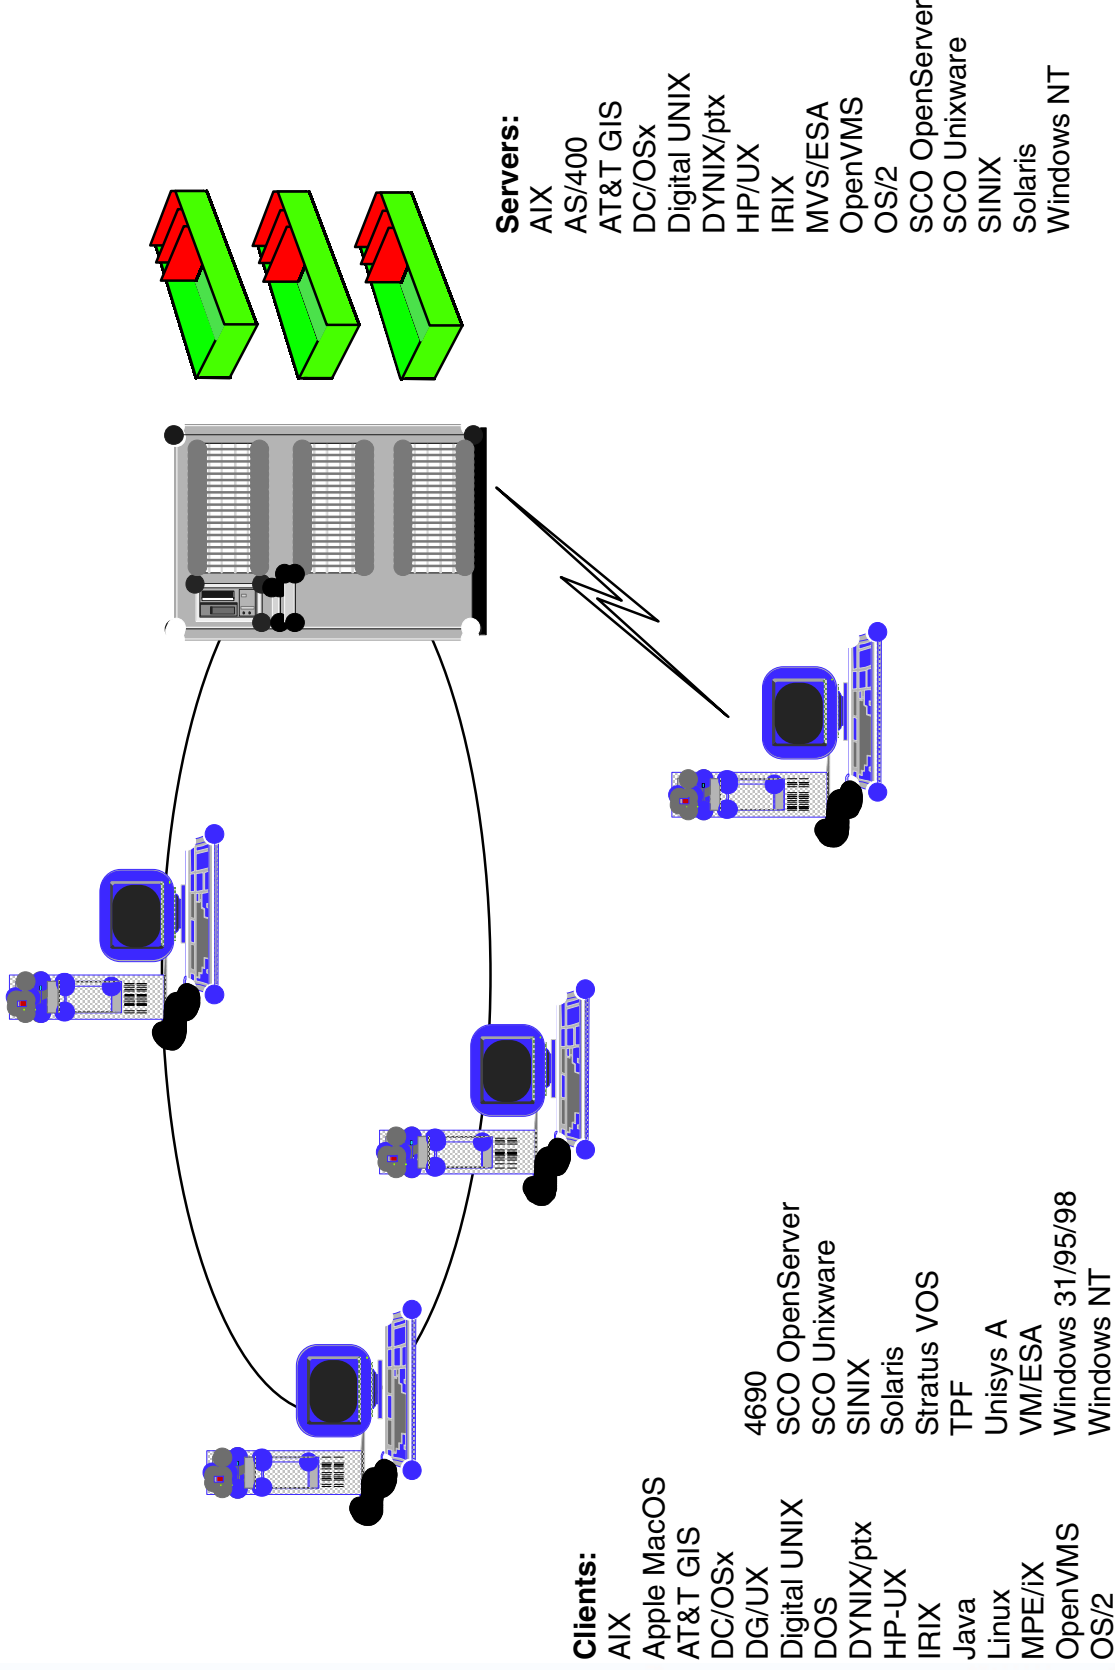 Servers:
AIX
AS/400
AT&T GIS
DC/OSx
Digital UNIX
DYNIX/ptx
HP/UX
IRIX
MVS/ESA
OpenVMS
OS/2
SCO OpenServer
SCO Unixware
SINIX
Solaris
Windows NT
Clients:
AIX
Apple MacOS
AT&T GIS
DC/OSx
DG/UX
Digital UNIX
DOS
DYNIX/ptx
HP-UX
IRIX
Java
Linux
MPE/iX
OpenVMS
OS/2
4690
SCO OpenServer
SCO Unixware
SINIX
Solaris
Stratus VOS
TPF
Unisys A
VM/ESA
Windows 31/95/98
Windows NT